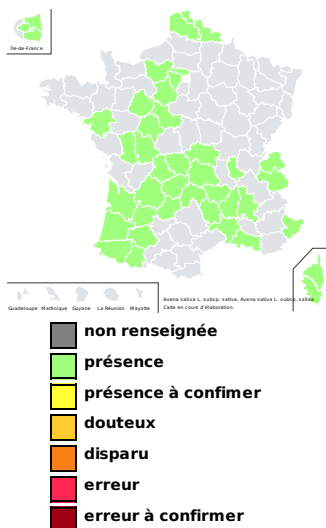 Île-de-France
Guadeloupe Martinique Guyane La Réunion Mayotte
Avena sativa L. subsp. sativa, Avena sativa L. subsp. sativa
Carte en cours d'élaboration.
non renseignée
présence
présence à confimer
douteux
disparu
erreur
erreur à confirmer